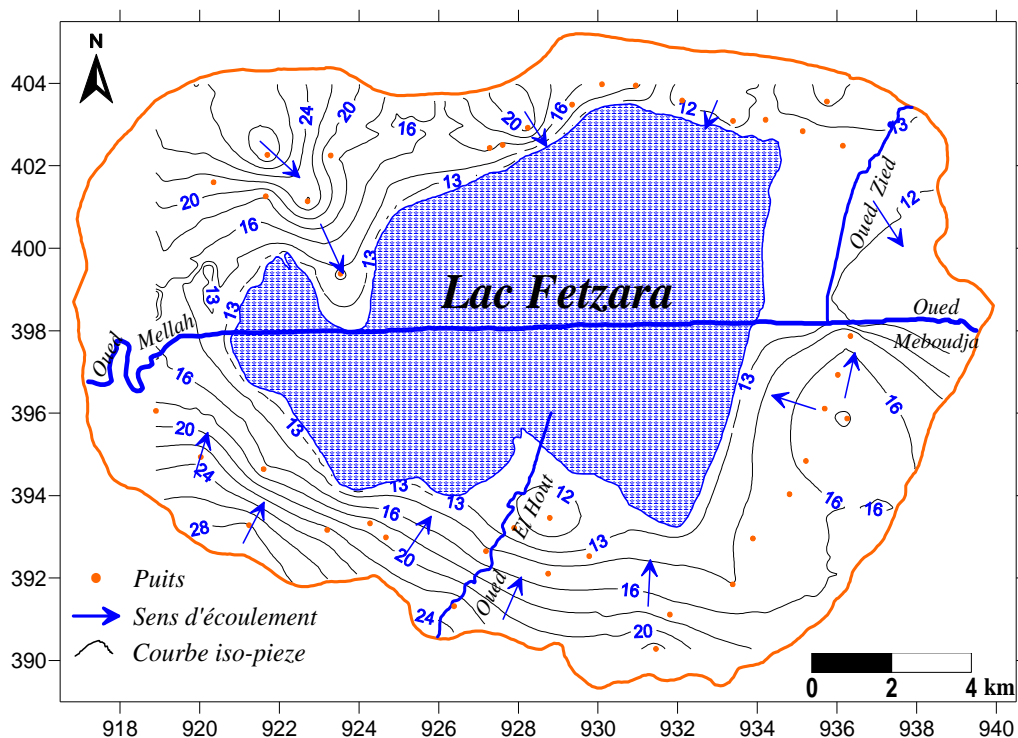 N
404
402
400
398
396
394
392
390
24
20
16
20
16
12
13
13
12
20
16
13
13
13
Lac Fetzara
Oued Zied
Oued
Meboudja
Oued
Mellah
16
20
24
28
13
13
13
16
20
24
12
13
16
20
13
16
16
16
Oued
El Hout
Puits
Sens d'écoulement
Courbe iso-pieze
0 2 4 km
918 920 922 924 926 928 930 932 934 936 938 940